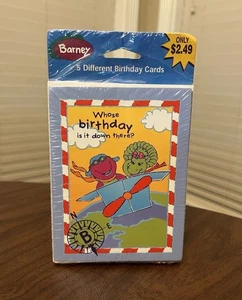 Barney
ONLY
$2.49
5 Different Birthday Cards
Whose
birthday
is it down there?
N
E
B